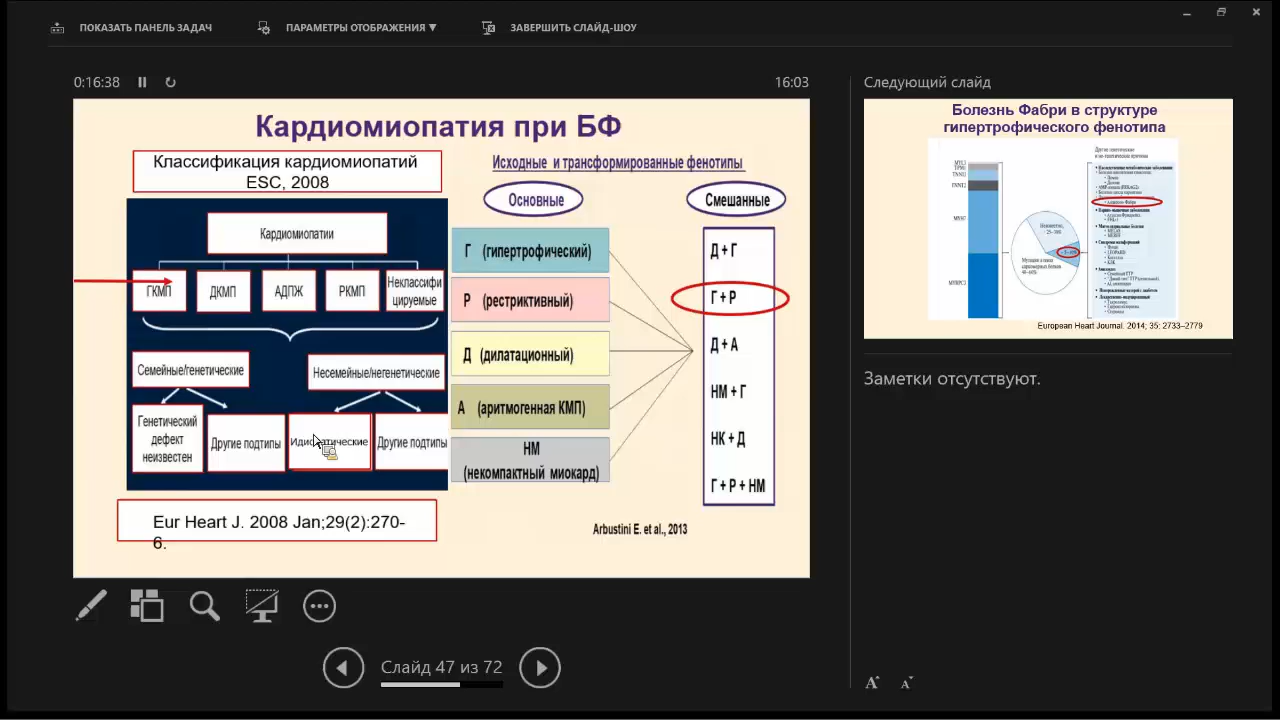 ПОКАЗАТЬ ПАНЕЛЬ ЗАДАЧ
ПАРАМЕТРЫ ОТОБРАЖЕНИЯ ▼
ЗАВЕРШИТЬ СЛАЙД-ШОУ
0:16:38
16:03
Кардиомиопатия при БФ
Классификация кардиомиопатий
ESC, 2008
Кардиомиопатии
ГКМП
ДКМП
АДПЖ
РКМП
Неклассифи
цируемые
Семейные/генетические
Несемейные/негенетические
Генетический
дефект
неизвестен
Другие подтипы
Другие подтипы
Eur Heart J. 2008 Jan;29(2):270-
6.
Исходные и трансформированные фенотипы
Основные
Смешанные
Г (гипертрофический)
Р (рестриктивный)
Д (дилатационный)
А (аритмогенная КМП)
НМ
(некомпактный миокард)
Д + Г
Г + Р
Д + А
НМ + Г
НК + Д
Г + Р + НМ
Arbustini E. et al., 2013
Слайд 47 из 72
Следующий слайд
Болезнь Фабри в структуре
гипертрофического фенотипа
European Heart Journal. 2014; 35: 2733–2779
Заметки отсутствуют.
A A